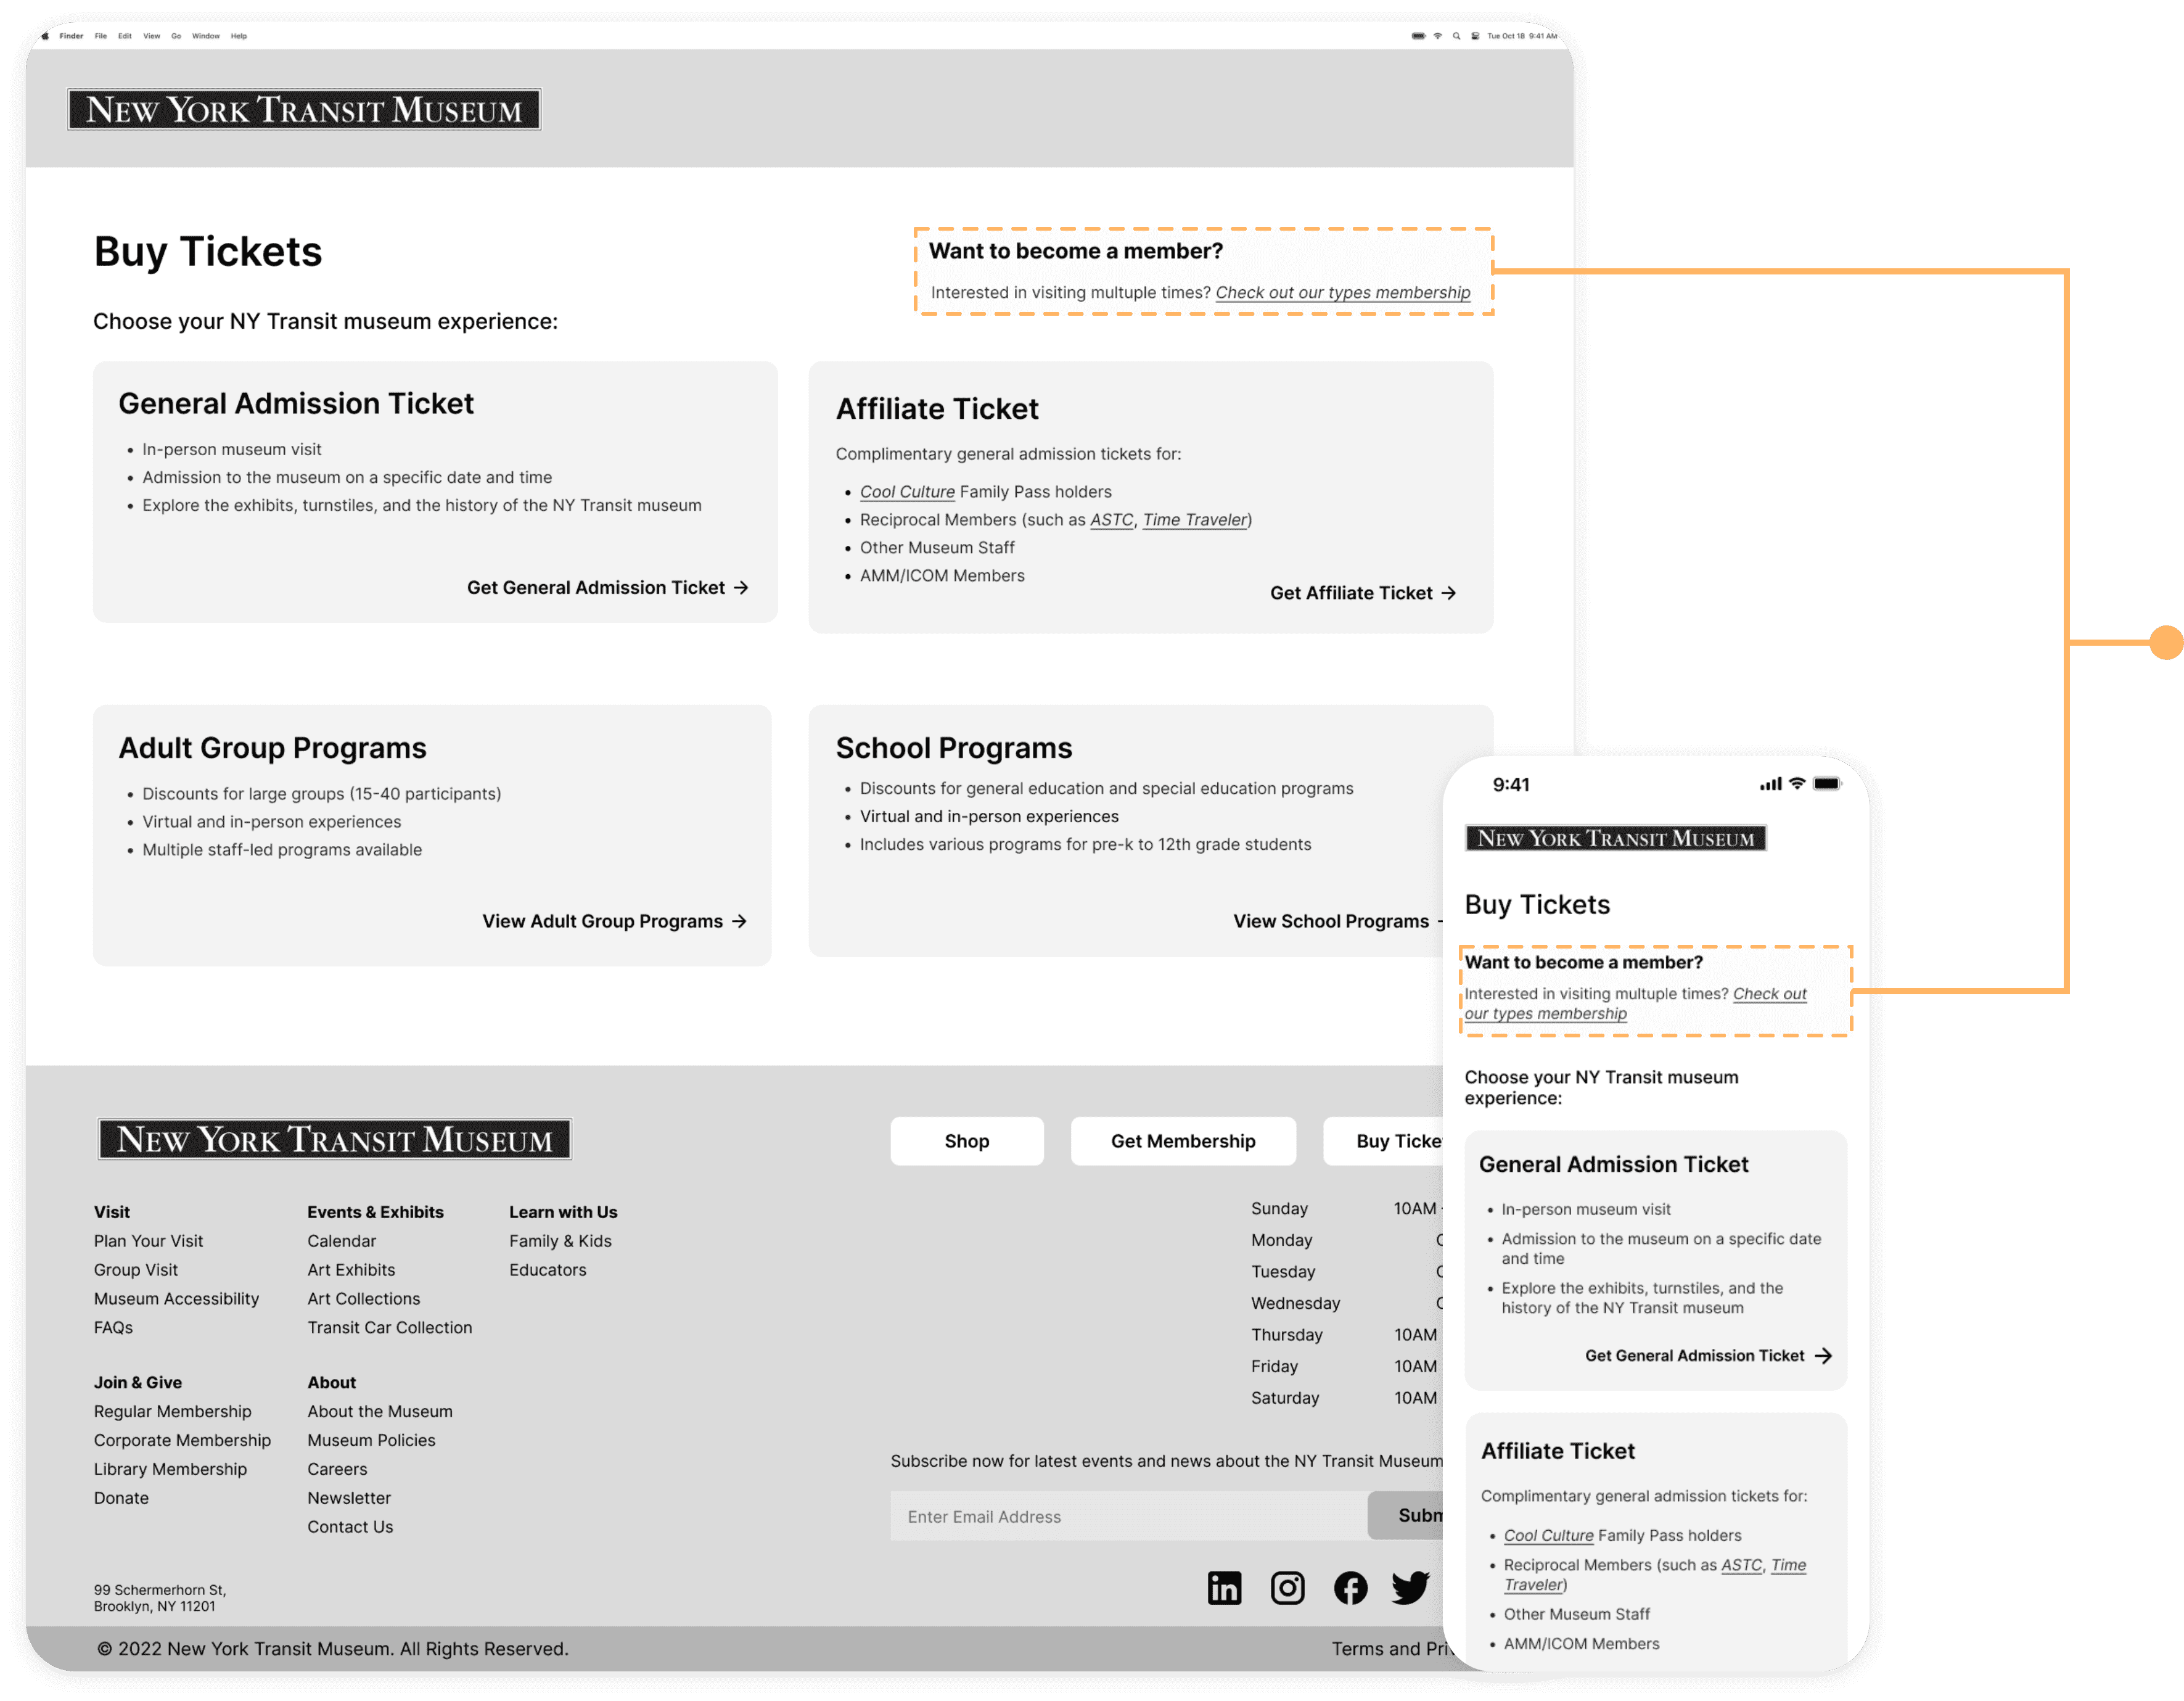 Finder File Edit View Go Window Help
Tue Oct 18 9:41 AM
NEW YORK TRANSIT MUSEUM
Buy Tickets
Choose your NY Transit museum experience:
Want to become a member?
Interested in visiting multuple times? Check out our types membership
General Admission Ticket
In-person museum visit
Admission to the museum on a specific date and time
Explore the exhibits, turnstiles, and the history of the NY Transit museum
Get General Admission Ticket →
Affiliate Ticket
Complimentary general admission tickets for:
Cool Culture Family Pass holders
Reciprocal Members (such as ASTC, Time Traveler)
Other Museum Staff
AMM/ICOM Members
Get Affiliate Ticket →
Adult Group Programs
Discounts for large groups (15-40 participants)
Virtual and in-person experiences
Multiple staff-led programs available
View Adult Group Programs →
School Programs
Discounts for general education and special education programs
Virtual and in-person experiences
Includes various programs for pre-k to 12th grade students
View School Programs
NEW YORK TRANSIT MUSEUM
Visit
Plan Your Visit
Group Visit
Museum Accessibility
FAQs
Events & Exhibits
Calendar
Art Exhibits
Art Collections
Transit Car Collection
Learn with Us
Family & Kids
Educators
Join & Give
Regular Membership
Corporate Membership
Library Membership
Donate
About
About the Museum
Museum Policies
Careers
Newsletter
Contact Us
99 Schermerhorn St,
Brooklyn, NY 11201
Shop
Get Membership
Buy
Sunday 10AM
Monday
Tuesday
Wednesday
Thursday 10AM
Friday 10AM
Saturday 10AM
Subscribe now for latest events and news about the NY Transit Museum
Enter Email Address
© 2022 New York Transit Museum. All Rights Reserved.
Terms and
9:41
NEW YORK TRANSIT MUSEUM
Buy Tickets
Want to become a member?
Interested in visiting multuple times? Check out
our types membership
Choose your NY Transit museum
experience:
General Admission Ticket
In-person museum visit
Admission to the museum on a specific date
and time
Explore the exhibits, turnstiles, and the
history of the NY Transit museum
Get General Admission Ticket →
Affiliate Ticket
Complimentary general admission tickets for:
Cool Culture Family Pass holders
Reciprocal Members (such as ASTC, Time
Traveler)
Other Museum Staff
AMM/ICOM Members